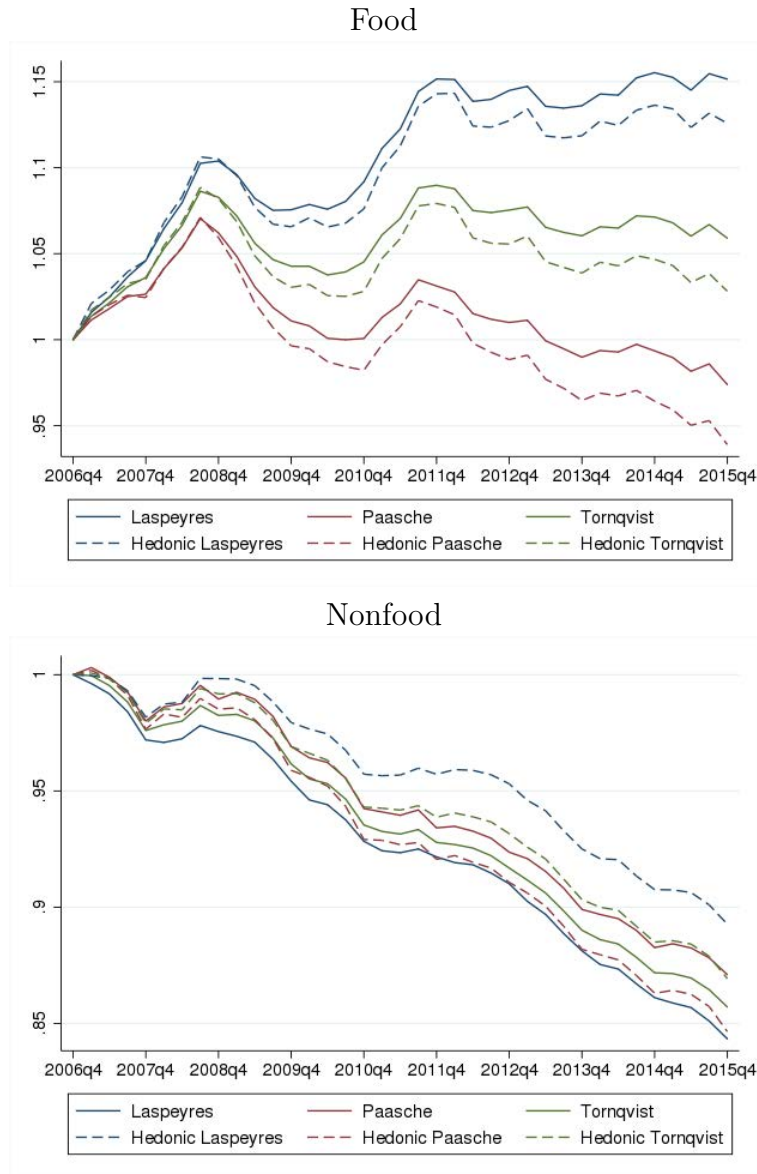 Food
1.15
1.1
1.05
1
.95
2006q4 2007q4 2008q4 2009q4 2010q4 2011q4 2012q4 2013q4 2014q4 2015q4
Laspeyres Paasche Tornqvist
Hedonic Laspeyres Hedonic Paasche Hedonic Tornqvist
Nonfood
1
.95
.9
.85
2006q4 2007q4 2008q4 2009q4 2010q4 2011q4 2012q4 2013q4 2014q4 2015q4
Laspeyres Paasche Tornqvist
Hedonic Laspeyres Hedonic Paasche Hedonic Tornqvist